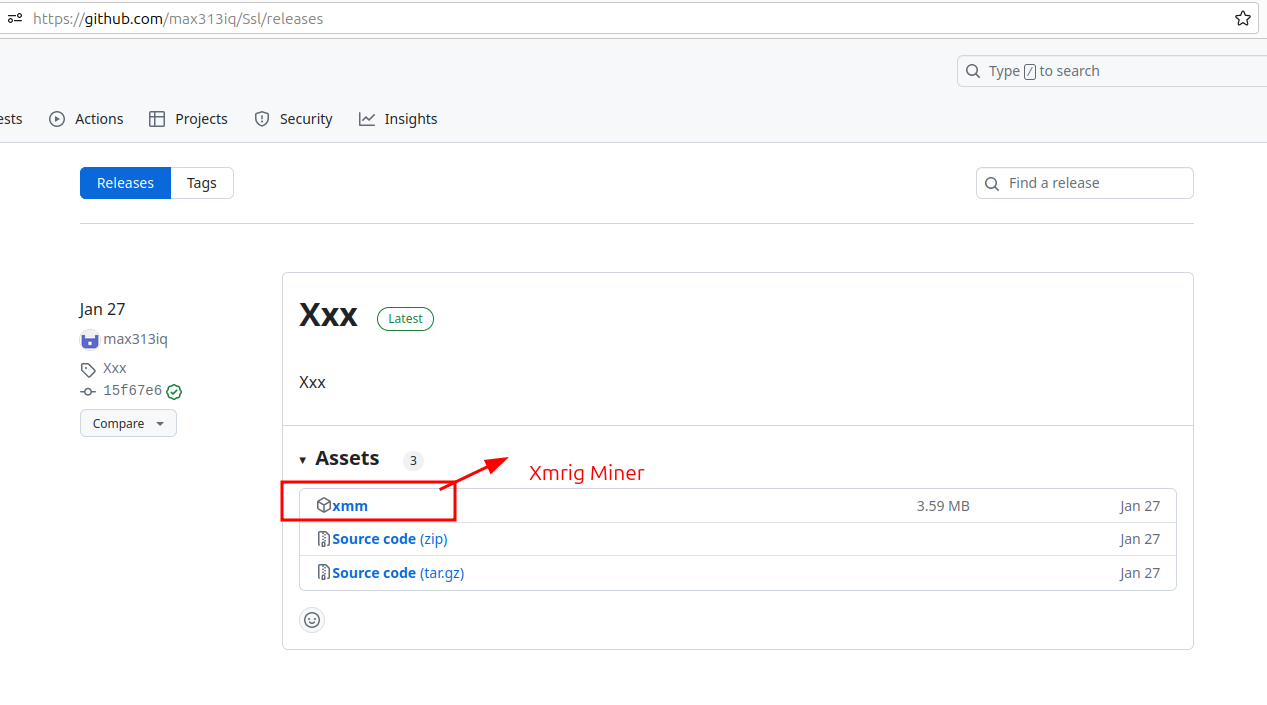 https://github.com/max313iq/Ssl/releases
Type / to search
ests Actions Projects Security Insights
Releases Tags
Find a release
Jan 27
max313iq
Xxx
15f67e6
Compare
Xxx Latest
Xxx
Assets 3
Xmrig Miner
xmm 3.59 MB Jan 27
Source code (zip) Jan 27
Source code (tar.gz) Jan 27